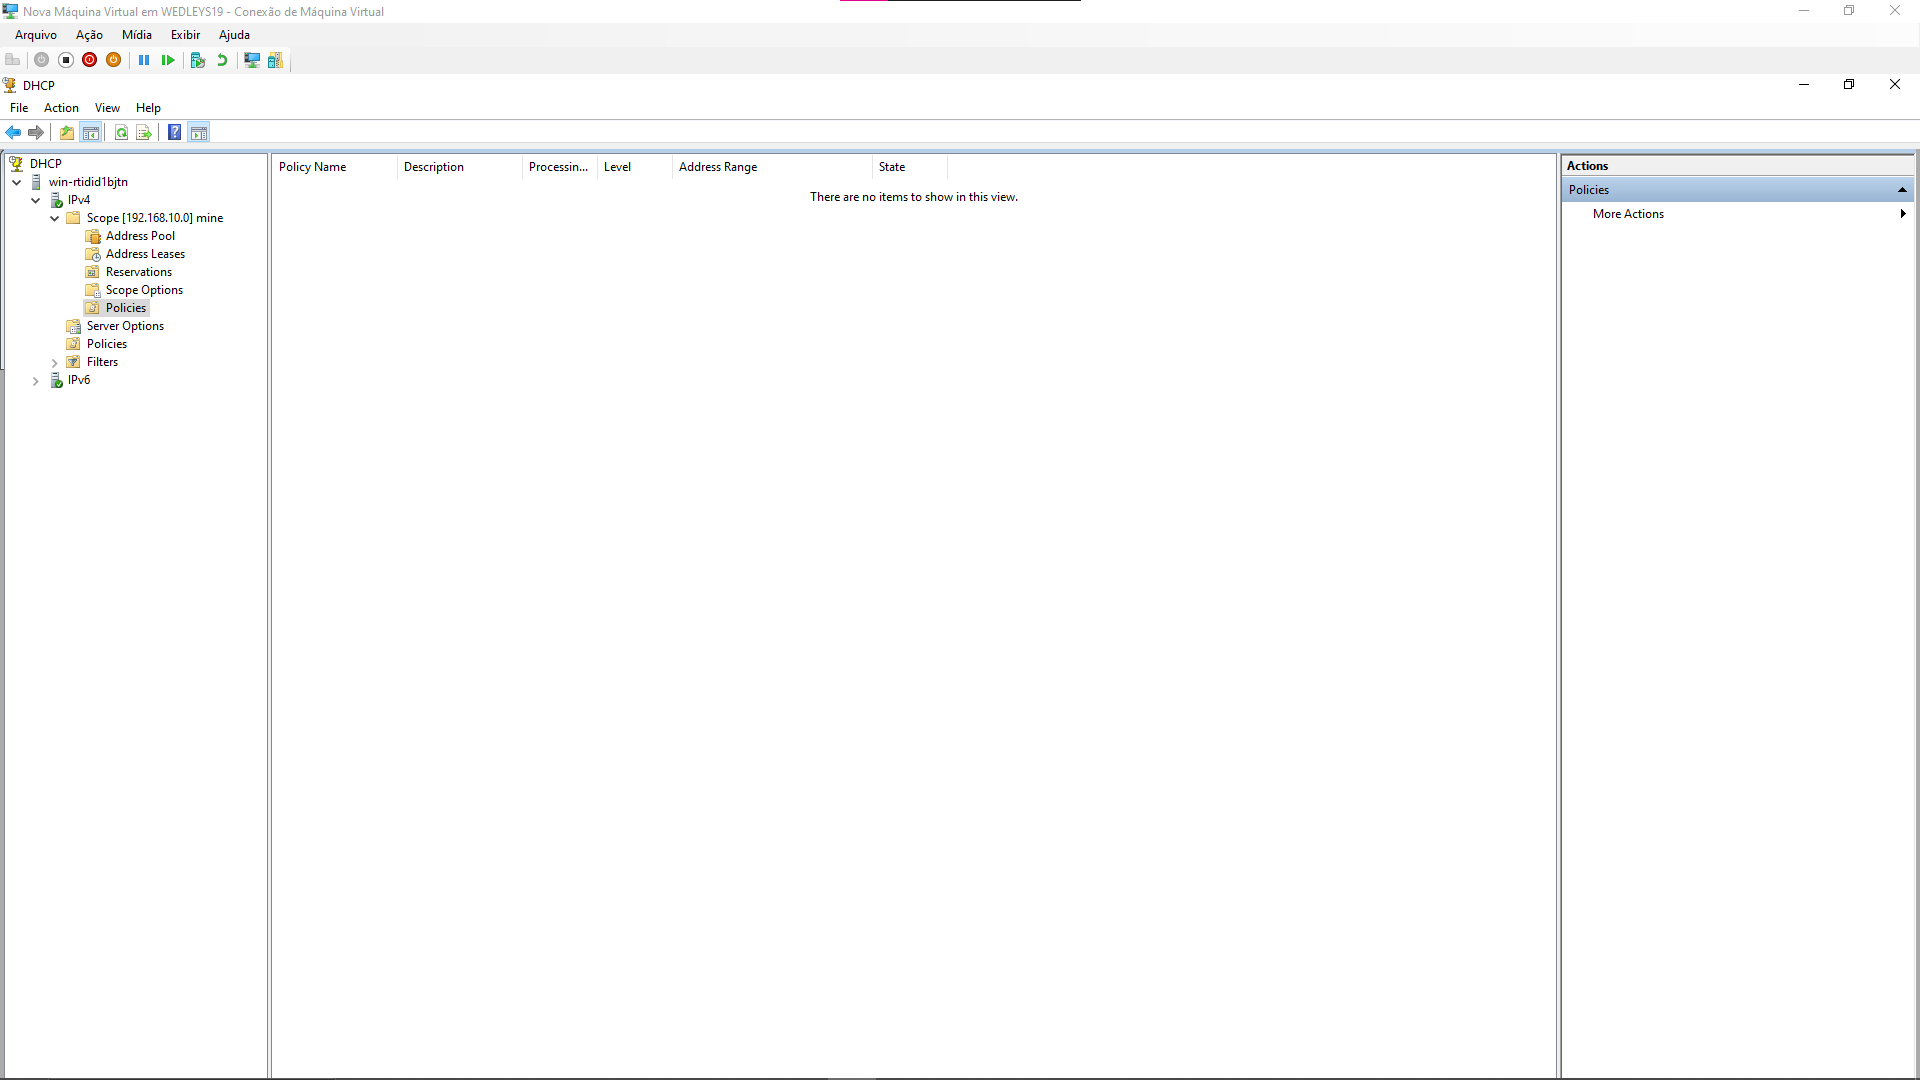 Nova Máquina Virtual em WEDLEYS19 - Conexão de Máquina Virtual
Arquivo Ação Mídia Exibir Ajuda
DHCP
File Action View Help
DHCP
win-rtidid1bjtn
IPv4
Scope [192.168.10.0] mine
Address Pool
Address Leases
Reservations
Scope Options
Policies
Server Options
Policies
Filters
IPv6
Policy Name Description Processin... Level Address Range State
There are no items to show in this view.
Actions
Policies
More Actions